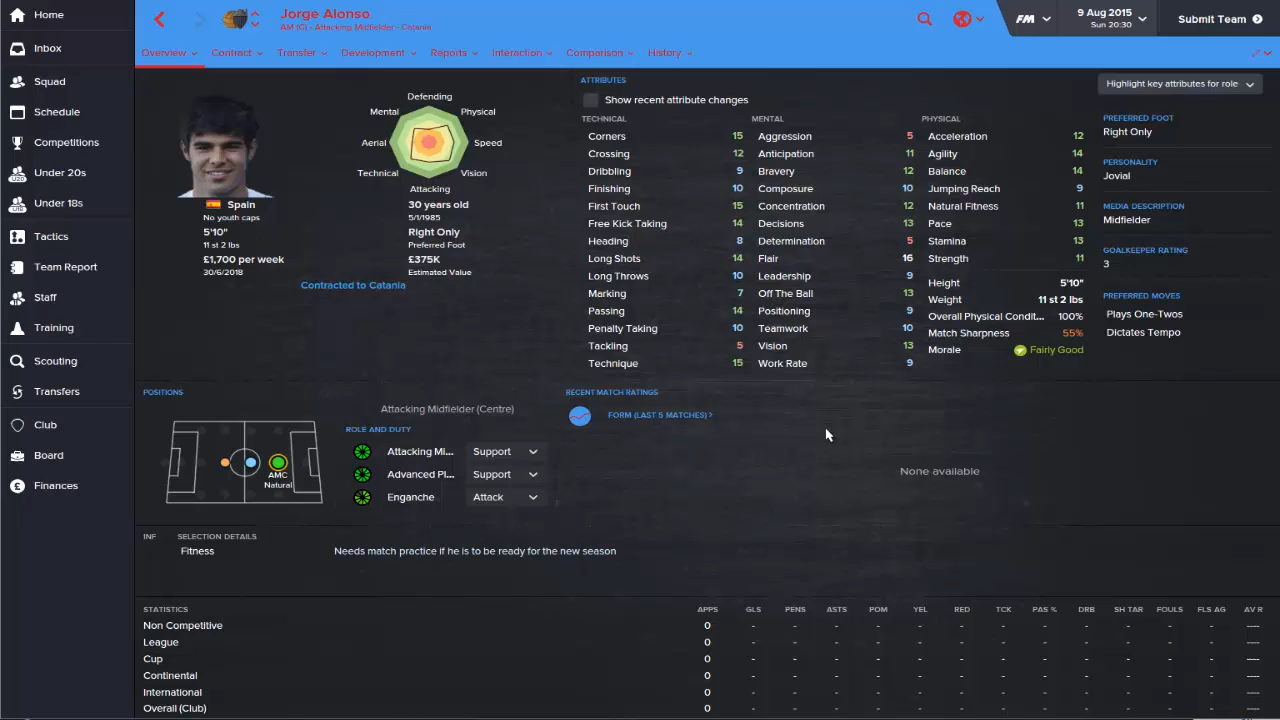 Home
Inbox
Squad
Schedule
Competitions
Under 20s
Under 18s
Tactics
Team Report
Staff
Training
Scouting
Transfers
Club
Board
Finances
Jorge Alonso
AM (C) - Attacking Midfielder - Catania
FM
9 Aug 2015
Sun 20:30
Submit Team
Overview Contract Transfer Development Reports Interaction Comparison History
Defending
Mental Physical
Aerial Speed
Technical Vision
Attacking
Spain
No youth caps
5'10"
11 st 2 lbs
£1,700 per week
30/6/2018
30 years old
5/1/1985
Right Only
Preferred Foot
£375K
Estimated Value
Contracted to Catania
ATTRIBUTES
Show recent attribute changes
Highlight key attributes for role
TECHNICAL MENTAL PHYSICAL
Corners 15 Aggression 5 Acceleration 12
Crossing 12 Anticipation 11 Agility 14
Dribbling 9 Bravery 12 Balance 14
Finishing 10 Composure 10 Jumping Reach 9
First Touch 15 Concentration 12 Natural Fitness 11
Free Kick Taking 14 Decisions 13 Pace 13
Heading 8 Determination 5 Stamina 13
Long Shots 14 Flair 16 Strength 11
Long Throws 10 Leadership 9
Marking 7 Off The Ball 13
Passing 14 Positioning 9
Penalty Taking 10 Teamwork 10
Tackling 5 Vision 13
Technique 15 Work Rate 9
Height 5'10"
Weight 11 st 2 lbs
Overall Physical Condit... 100%
Match Sharpness 55%
Morale Fairly Good
PREFERRED FOOT
Right Only
PERSONALITY
Jovial
MEDIA DESCRIPTION
Midfielder
GOALKEEPER RATING
3
PREFERRED MOVES
Plays One-Twos
Dictates Tempo
POSITIONS
AMC
Natural
Attacking Midfielder (Centre)
ROLE AND DUTY
Attacking Mi... Support
Advanced Pl... Support
Enganche Attack
RECENT MATCH RATINGS
FORM (LAST 5 MATCHES) >
None available
INF SELECTION DETAILS
Fitness Needs match practice if he is to be ready for the new season
STATISTICS APPS GLS PENS ASTS POM YEL RED TCK PAS % DRB SH TAR FOULS FLS AG AV R
Non Competitive 0 - - - - - - - - - - - - ----
League 0 - - - - - - - - - - - - ----
Cup 0 - - - - - - - - - - - - ----
Continental 0 - - - - - - - - - - - - ----
International 0 - - - - - - - - - - - - ----
Overall (Club) 0 - - - - - - - - - - - - ----